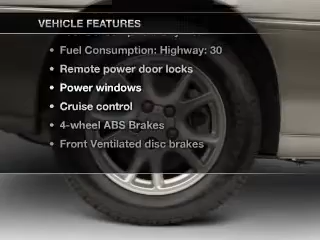 VEHICLE FEATURES
• Fuel Consumption: Highway: 30
• Remote power door locks
• Power windows
• Cruise control
• 4-wheel ABS Brakes
• Front Ventilated disc brakes